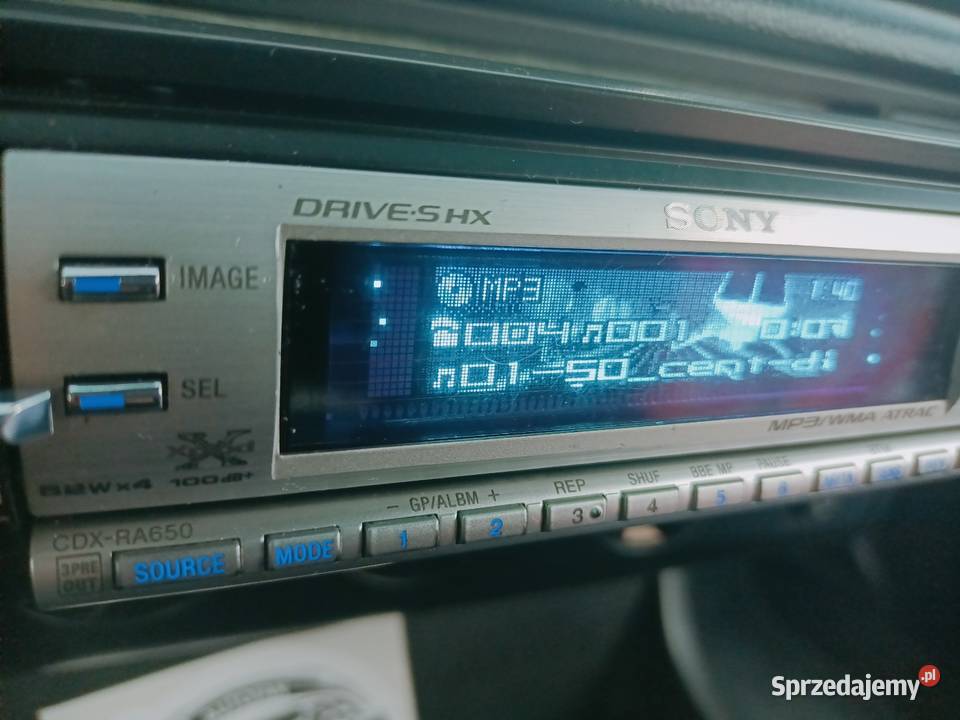 DRIVE·S HX
SONY
IMAGE
MP3 1:40
004 001 0:07
01-50_cent-di
SEL
MP3/WMA ATRAC
X
52W×4 100dB+
- GP/ALBM + REP SHUF BBE MP PAUSE
CDX-RA650
3PRE OUT
SOURCE MODE 1 2 3 4 5 6
Sprzedajemy.pl